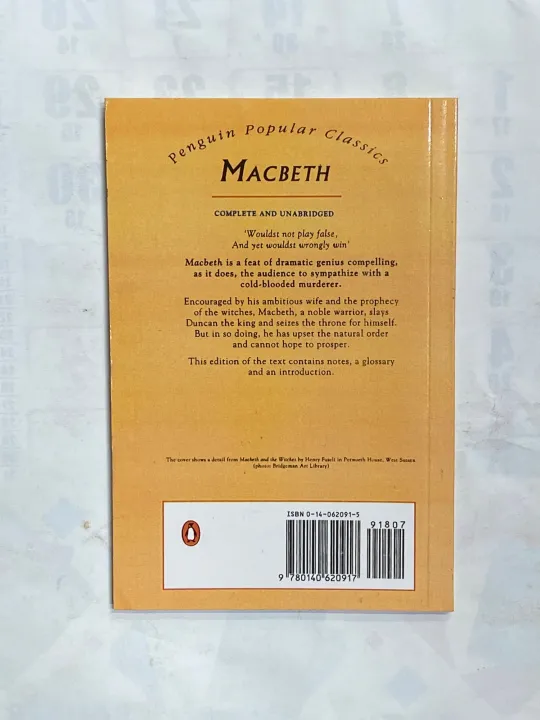 Penguin Popular Classics
MACBETH
COMPLETE AND UNABRIDGED
'Wouldst not play false,
And yet wouldst wrongly win'
Macbeth is a feat of dramatic genius compelling,
as it does, the audience to sympathize with a
cold-blooded murderer.
Encouraged by his ambitious wife and the prophecy
of the witches, Macbeth, a noble warrior, slays
Duncan the king and seizes the throne for himself.
But in so doing, he has upset the natural order
and cannot hope to prosper.
This edition of the text contains notes, a glossary
and an introduction.
The cover shows a detail from Macbeth and the Witches by Henry Fuseli in Petworth House, West Sussex
(photo: Bridgeman Art Library)
ISBN 0-14-062091-5
91807
9 780140 620917